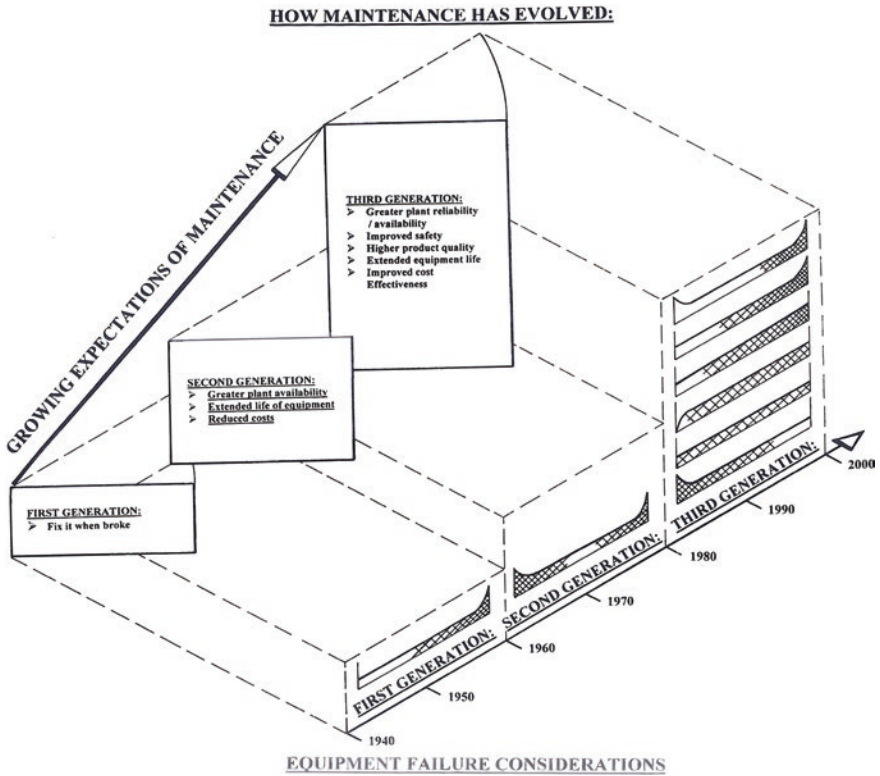 HOW MAINTENANCE HAS EVOLVED:
GROWING EXPECTATIONS OF MAINTENANCE
THIRD GENERATION:
➢ Greater plant reliability
/ availability
➢ Improved safety
➢ Higher product quality
➢ Extended equipment life
➢ Improved cost
Effectiveness
SECOND GENERATION:
➢ Greater plant availability
➢ Extended life of equipment
➢ Reduced costs
FIRST GENERATION:
➢ Fix it when broke
FIRST GENERATION:
SECOND GENERATION:
THIRD GENERATION:
1940
1950
1960
1970
1980
1990
2000
EQUIPMENT FAILURE CONSIDERATIONS